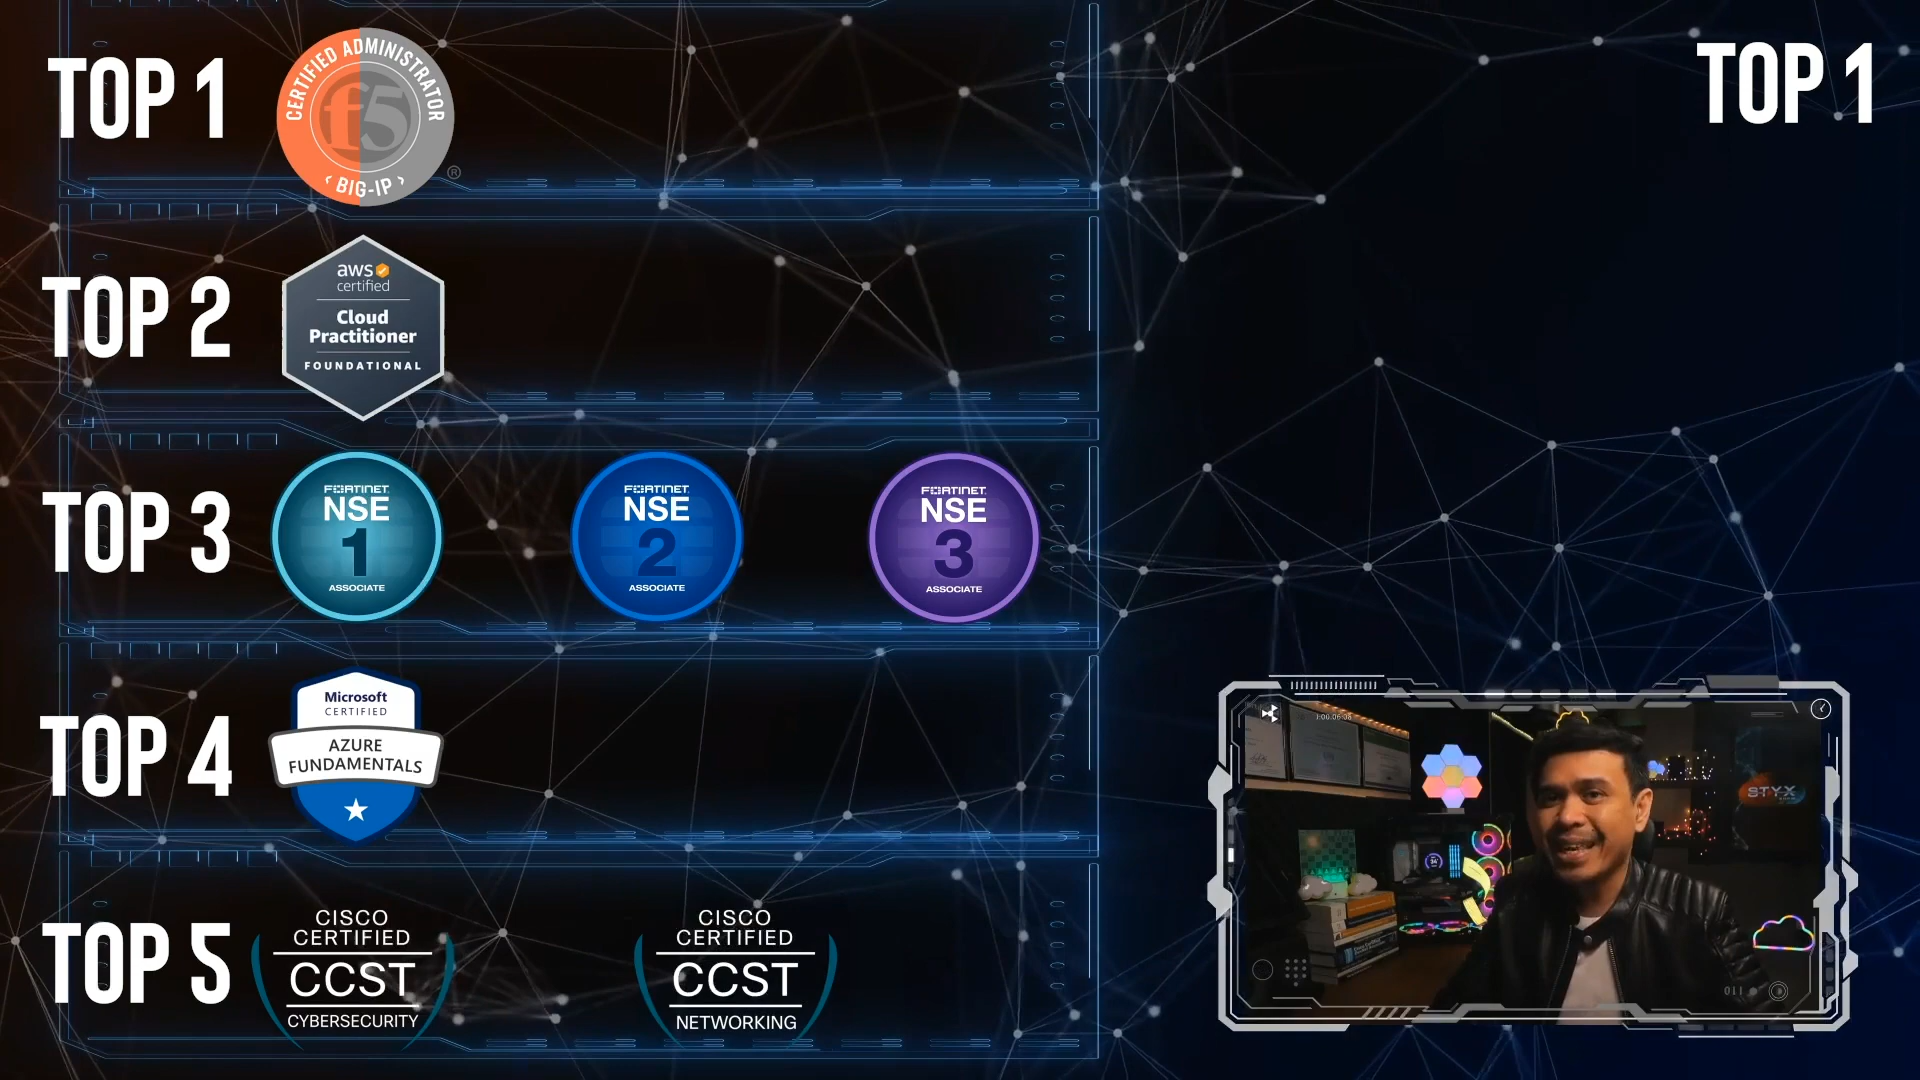 TOP 1
CERTIFIED ADMINISTRATOR
f5
‹ BIG-IP ›
®
TOP 1
TOP 2
aws
certified
Cloud
Practitioner
FOUNDATIONAL
TOP 3
FORTINET
NSE
1
ASSOCIATE
FORTINET
NSE
2
ASSOCIATE
FORTINET
NSE
3
ASSOCIATE
TOP 4
Microsoft
CERTIFIED
AZURE
FUNDAMENTALS
STYX
TOP 5
CISCO
CERTIFIED
CCST
CYBERSECURITY
CISCO
CERTIFIED
CCST
NETWORKING